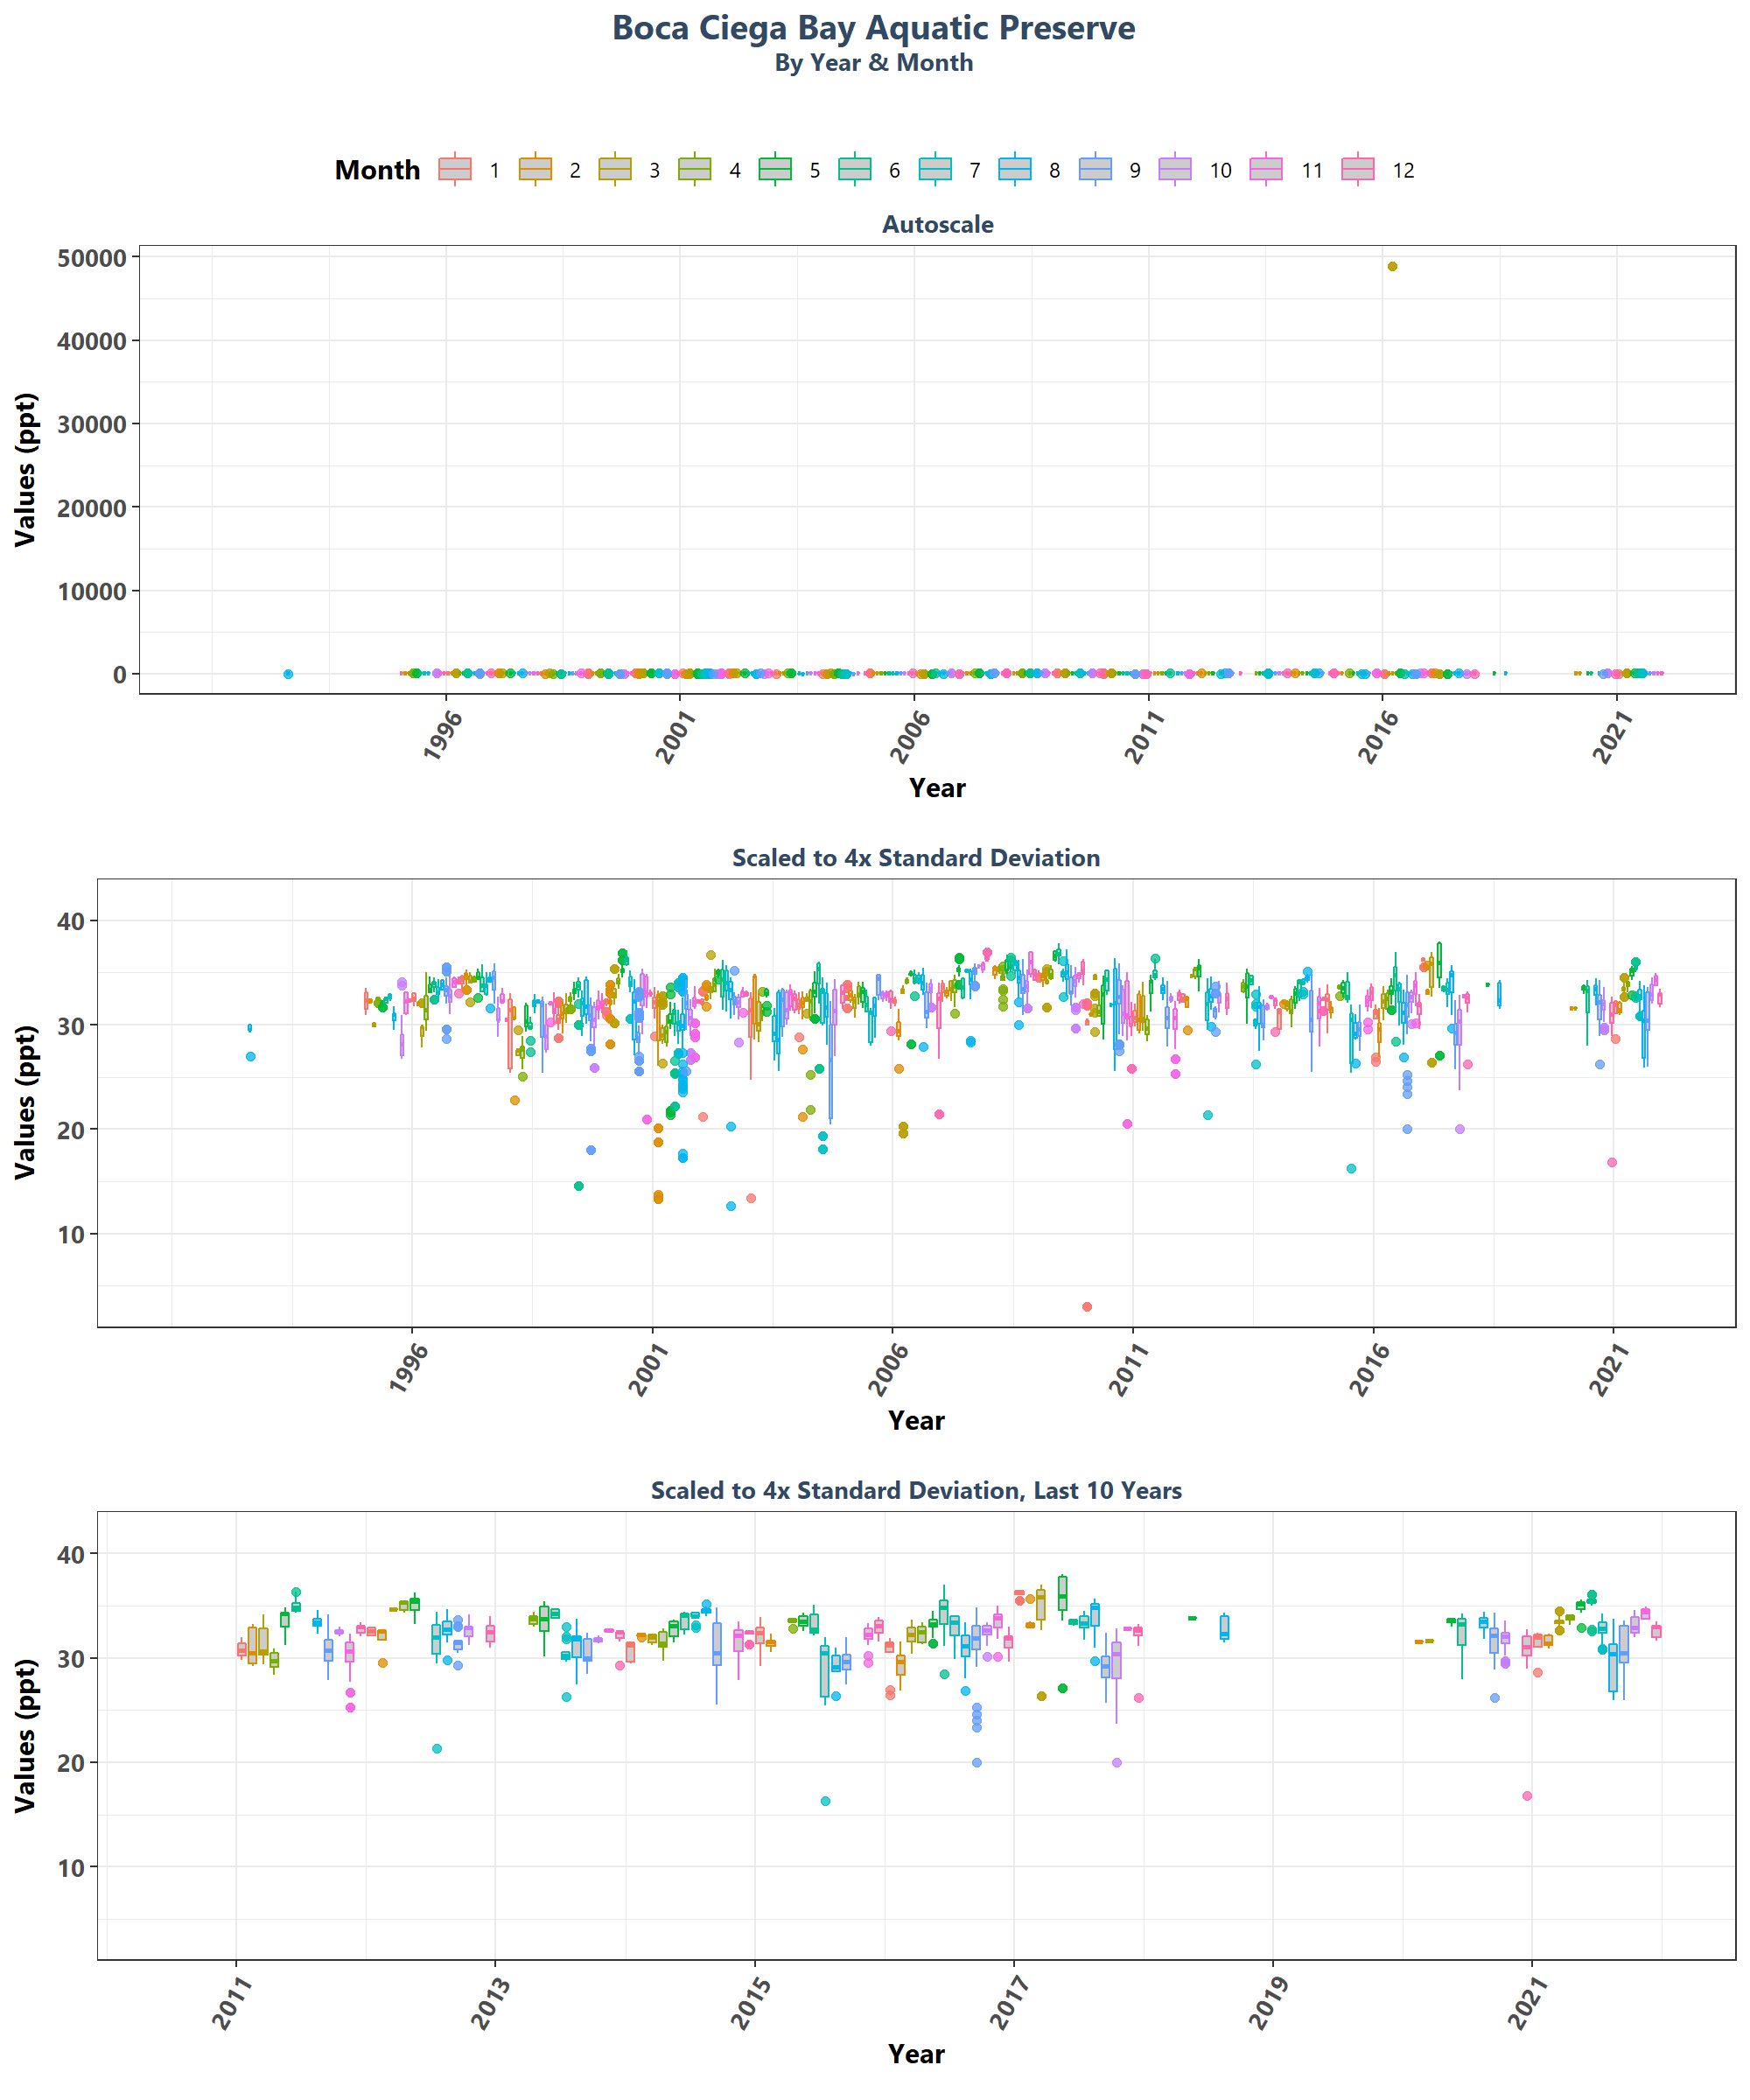 Boca Ciega Bay Aquatic Preserve
By Year & Month
Month 1 2 3 4 5 6 7 8 9 10 11 12
Autoscale
Values (ppt)
50000
40000
30000
20000
10000
0
1996 2001 2006 2011 2016 2021
Year
Scaled to 4x Standard Deviation
Values (ppt)
40
30
20
10
1996 2001 2006 2011 2016 2021
Year
Scaled to 4x Standard Deviation, Last 10 Years
Values (ppt)
40
30
20
10
2011 2013 2015 2017 2019 2021
Year